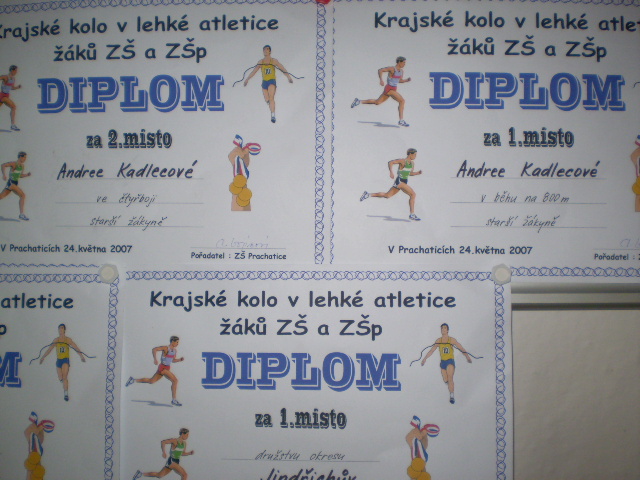 Krajské kolo v lehké atletice
žáků ZŠ a ZŠp
DIPLOM
za 2.místo
Andree Kadlecové
ve čtyřboji
starší žákyně
V Prachaticích 24.května 2007
Pořadatel : ZŠ Prachatice
Krajské kolo v lehké atle
žáků ZŠ a ZŠp
DIPLOM
za 1.místo
Andree Kadlecové
v běhu na 800 m
starší žákyně
V Prachaticích 24.května 2007
Pořadatel :
atletice
p
M
Krajské kolo v lehké atletice
žáků ZŠ a ZŠp
DIPLOM
za 1.místo
družstvu okresu
Jindřichův